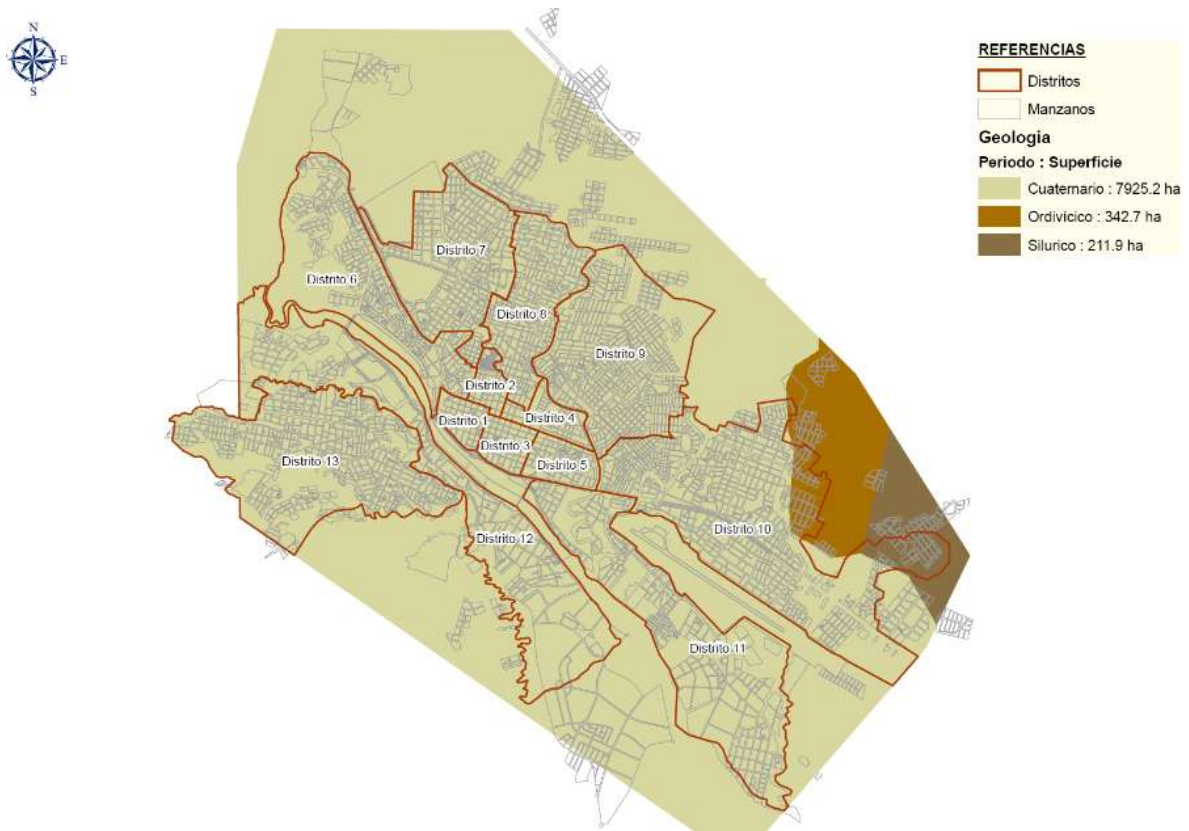 N
E
S
REFERENCIAS
Distritos
Manzanos
Geologia
Periodo : Superficie
Cuaternario : 7925.2 ha
Ordivícico : 342.7 ha
Silurico : 211.9 ha
Distrito 7
Distrito 6
Distrito 8
Distrito 9
Distrito 2
Distrito 4
Distrito 1
Distrito 3
Distrito 5
Distrito 13
Distrito 10
Distrito 12
Distrito 11